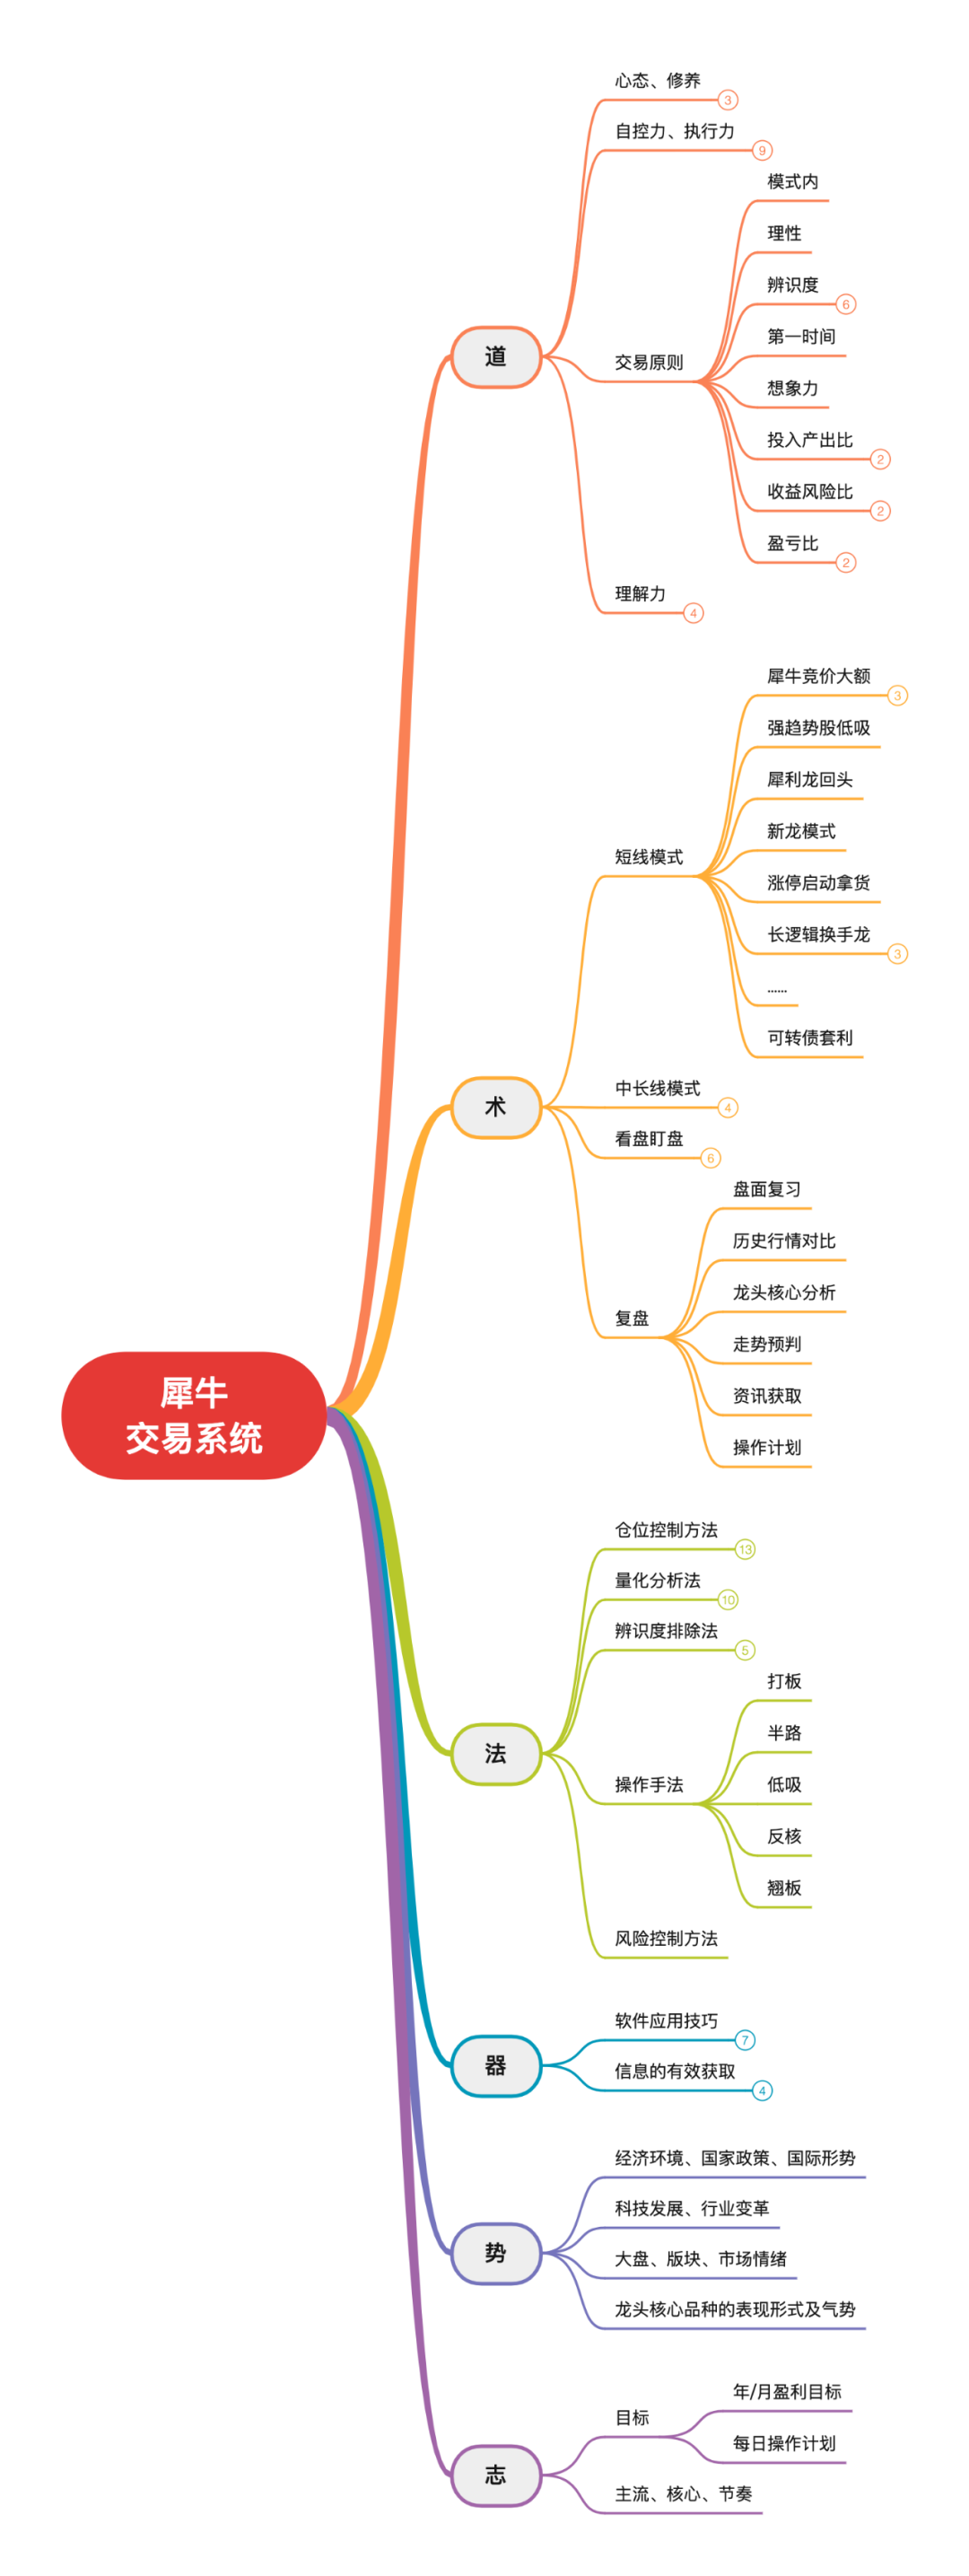 心态、修养
3
自控力、执行力
9
模式内
理性
辨识度
6
第一时间
交易原则
想象力
投入产出比
2
收益风险比
2
盈亏比
2
理解力
4
道
犀牛竞价大额
3
强趋势股低吸
犀利龙回头
新龙模式
短线模式
涨停启动拿货
长逻辑换手龙
3
......
可转债套利
中长线模式
4
术
看盘盯盘
6
盘面复习
历史行情对比
龙头核心分析
复盘
走势预判
资讯获取
操作计划
犀牛
交易系统
仓位控制方法
13
量化分析法
10
辨识度排除法
5
打板
半路
法
操作手法
低吸
反核
翘板
风险控制方法
软件应用技巧
7
器
信息的有效获取
4
经济环境、国家政策、国际形势
科技发展、行业变革
势
大盘、版块、市场情绪
龙头核心品种的表现形式及气势
年/月盈利目标
目标
每日操作计划
志
主流、核心、节奏